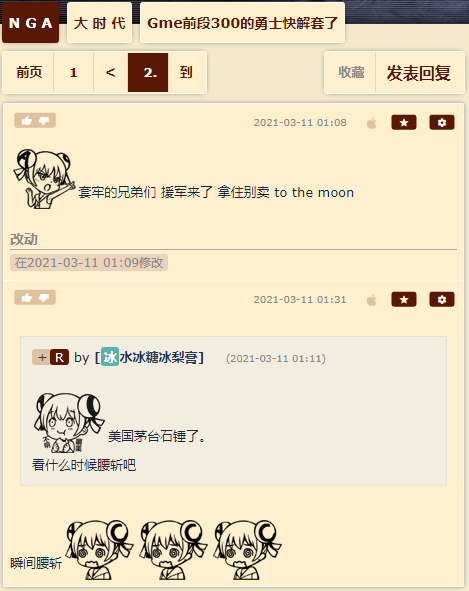 NGA 大时代 Gme前段300的勇士快解套了
前页 1 < 2. 到 收藏 发表回复
2021-03-11 01:08
套牢的兄弟们 援军来了 拿住别卖 to the moon
改动
在2021-03-11 01:09修改
2021-03-11 01:31
+ R by [冰水冰糖冰梨膏] (2021-03-11 01:11)
美国茅台石锤了。
看什么时候腰斩吧
瞬间腰斩